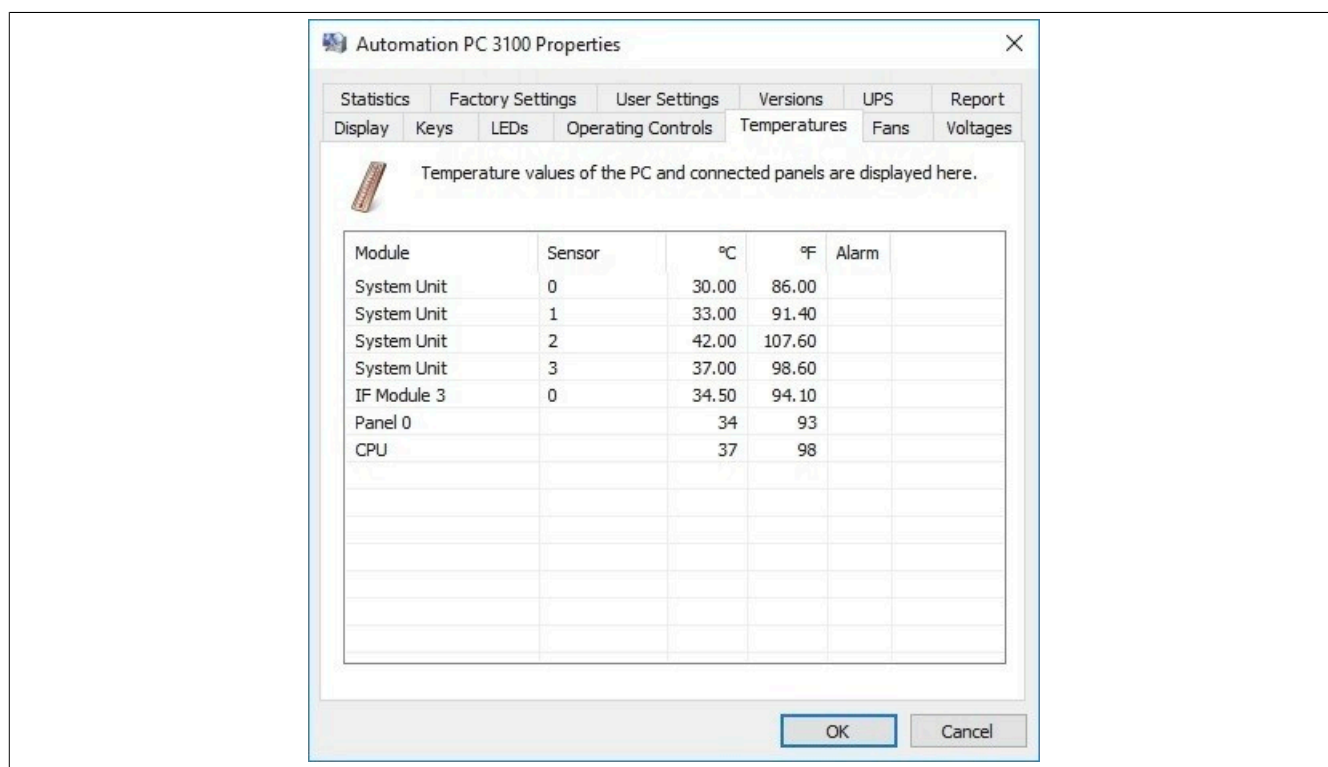 Automation PC 3100 Properties
Statistics Factory Settings User Settings Versions UPS Report
Display Keys LEDs Operating Controls Temperatures Fans Voltages
Temperature values of the PC and connected panels are displayed here.
Module Sensor °C °F Alarm
System Unit 0 30.00 86.00
System Unit 1 33.00 91.40
System Unit 2 42.00 107.60
System Unit 3 37.00 98.60
IF Module 3 0 34.50 94.10
Panel 0 34 93
CPU 37 98
OK Cancel